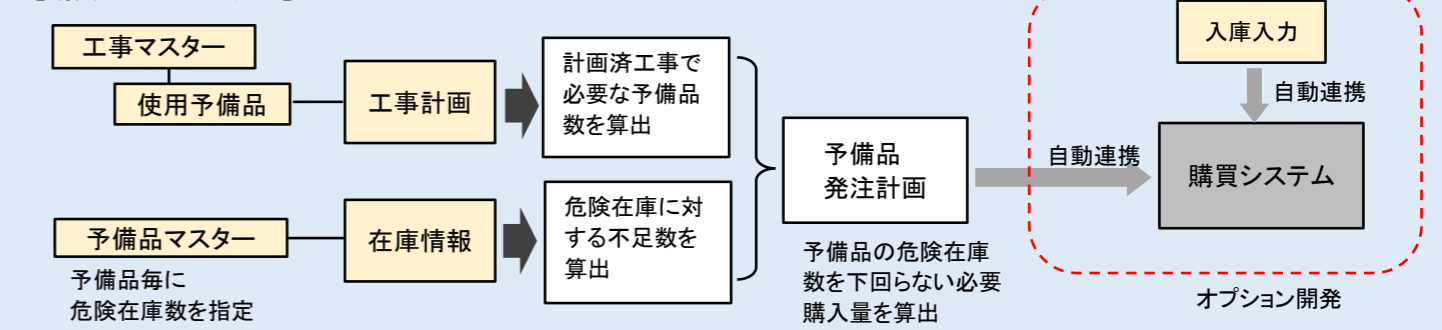 工事マスター
使用予備品
工事計画
計画済工事で
必要な予備品
数を算出
予備品マスター
予備品毎に
危険在庫数を指定
在庫情報
危険在庫に対
する不足数を
算出
予備品
発注計画
予備品の危険在庫
数を下回らない必要
購入量を算出
自動連携
入庫入力
自動連携
購買システム
オプション開発